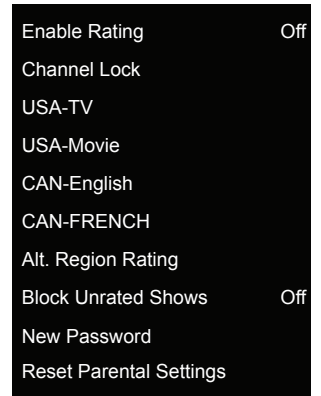 Enable Rating Off
Channel Lock
USA-TV
USA-Movie
CAN-English
CAN-FRENCH
Alt. Region Rating
Block Unrated Shows Off
New Password
Reset Parental Settings